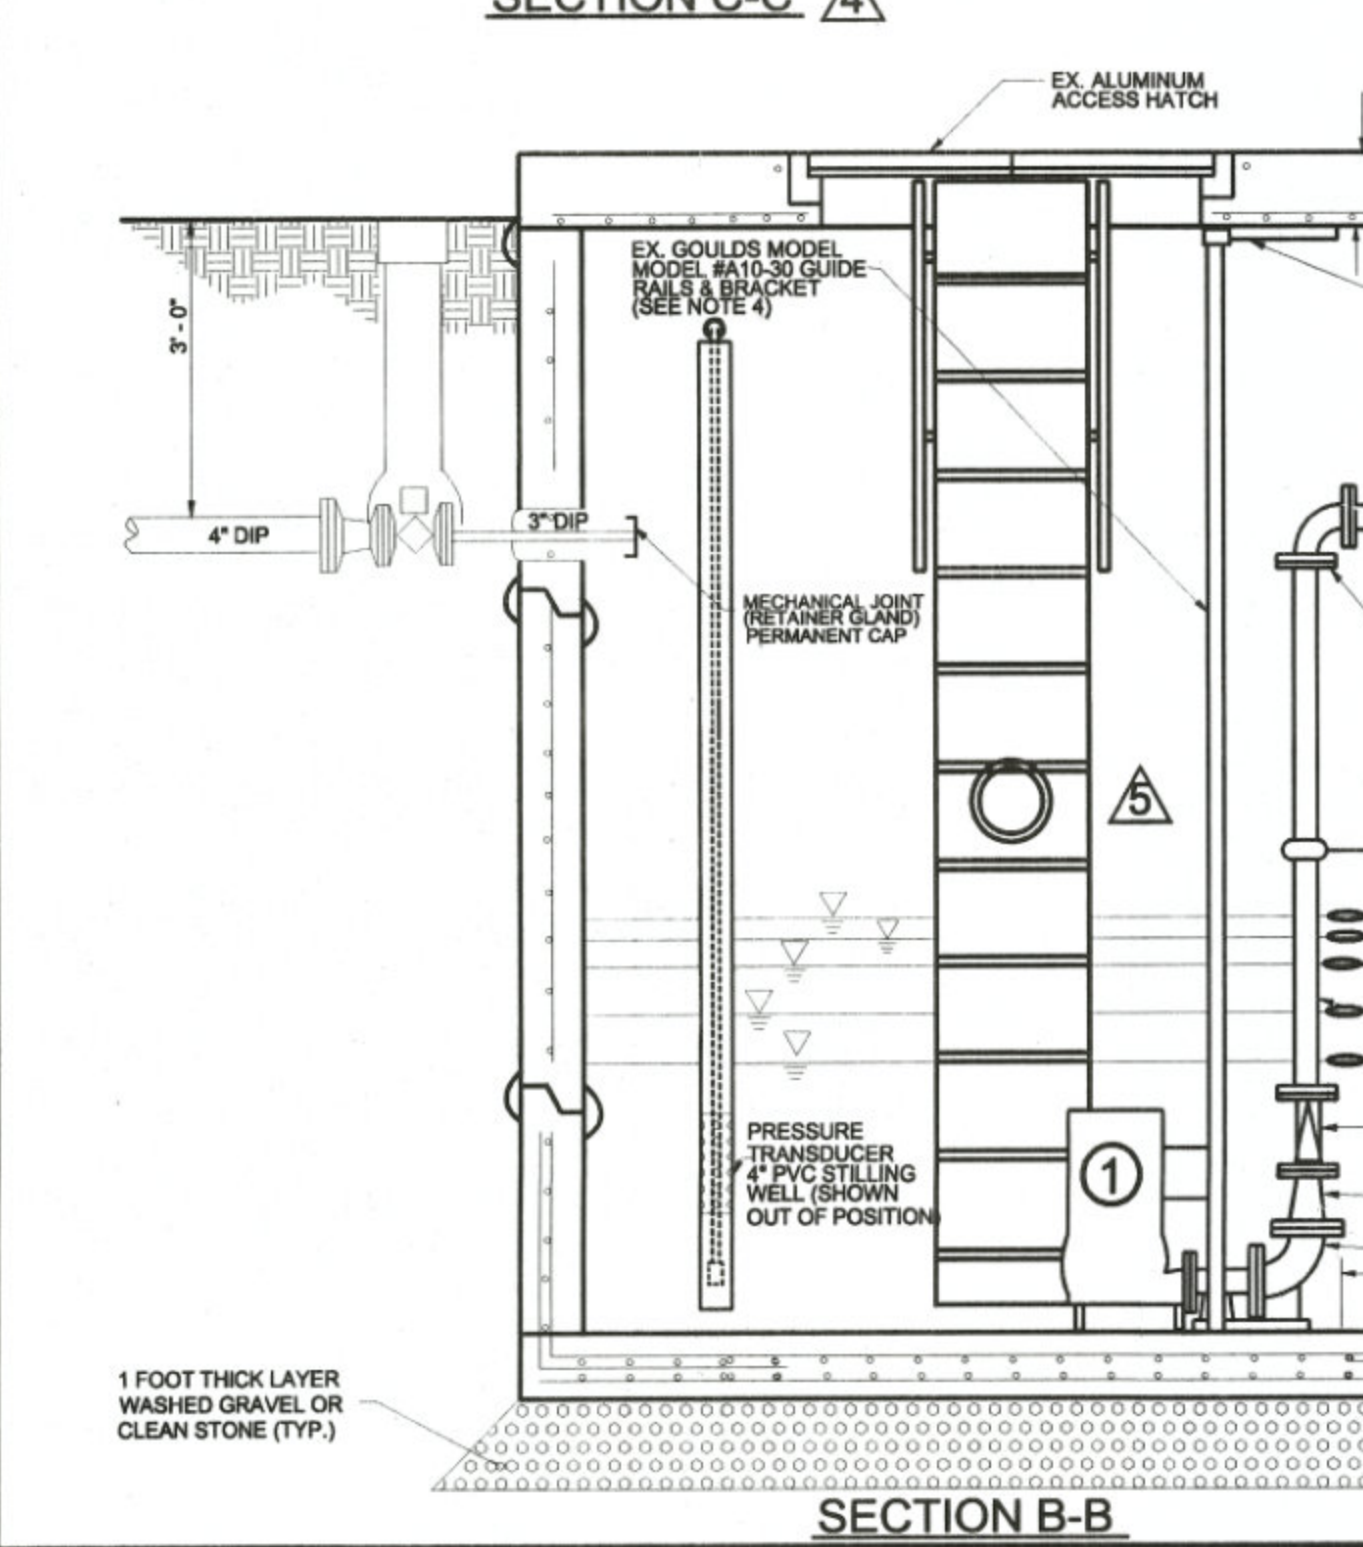 SECTION C-C 4
EX. ALUMINUM
ACCESS HATCH
EX. GOULDS MODEL
MODEL #A10-30 GUIDE
RAILS & BRACKET
(SEE NOTE 4)
3' - 0"
4" DIP
3" DIP
MECHANICAL JOINT
(RETAINER GLAND)
PERMANENT CAP
5
PRESSURE
TRANSDUCER
4" PVC STILLING
WELL (SHOWN
OUT OF POSITION)
1
1 FOOT THICK LAYER
WASHED GRAVEL OR
CLEAN STONE (TYP.)
SECTION B-B